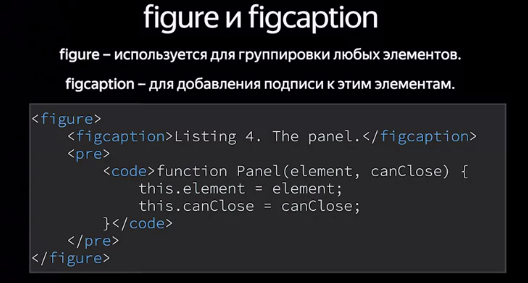 figure и figcaption
figure – используется для группировки любых элементов.
figcaption – для добавления подписи к этим элементам.
<figure>
    <figcaption>Listing 4. The panel.</figcaption>
    <pre>
        <code>function Panel(element, canClose) {
            this.element = element;
            this.canClose = canClose;
        }</code>
    </pre>
</figure>